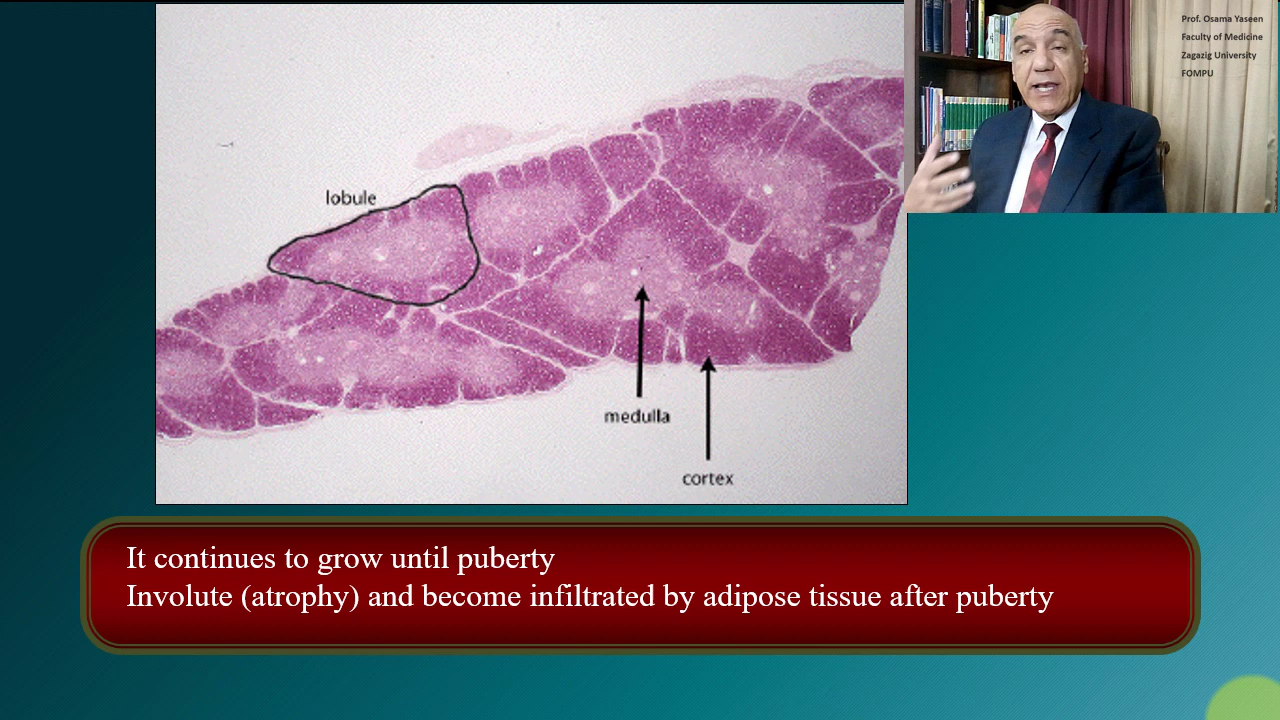 Prof. Osama Yaseen
Faculty of Medicine
Zagazig University
FOMPU
lobule
medulla
cortex
It continues to grow until puberty
Involute (atrophy) and become infiltrated by adipose tissue after puberty